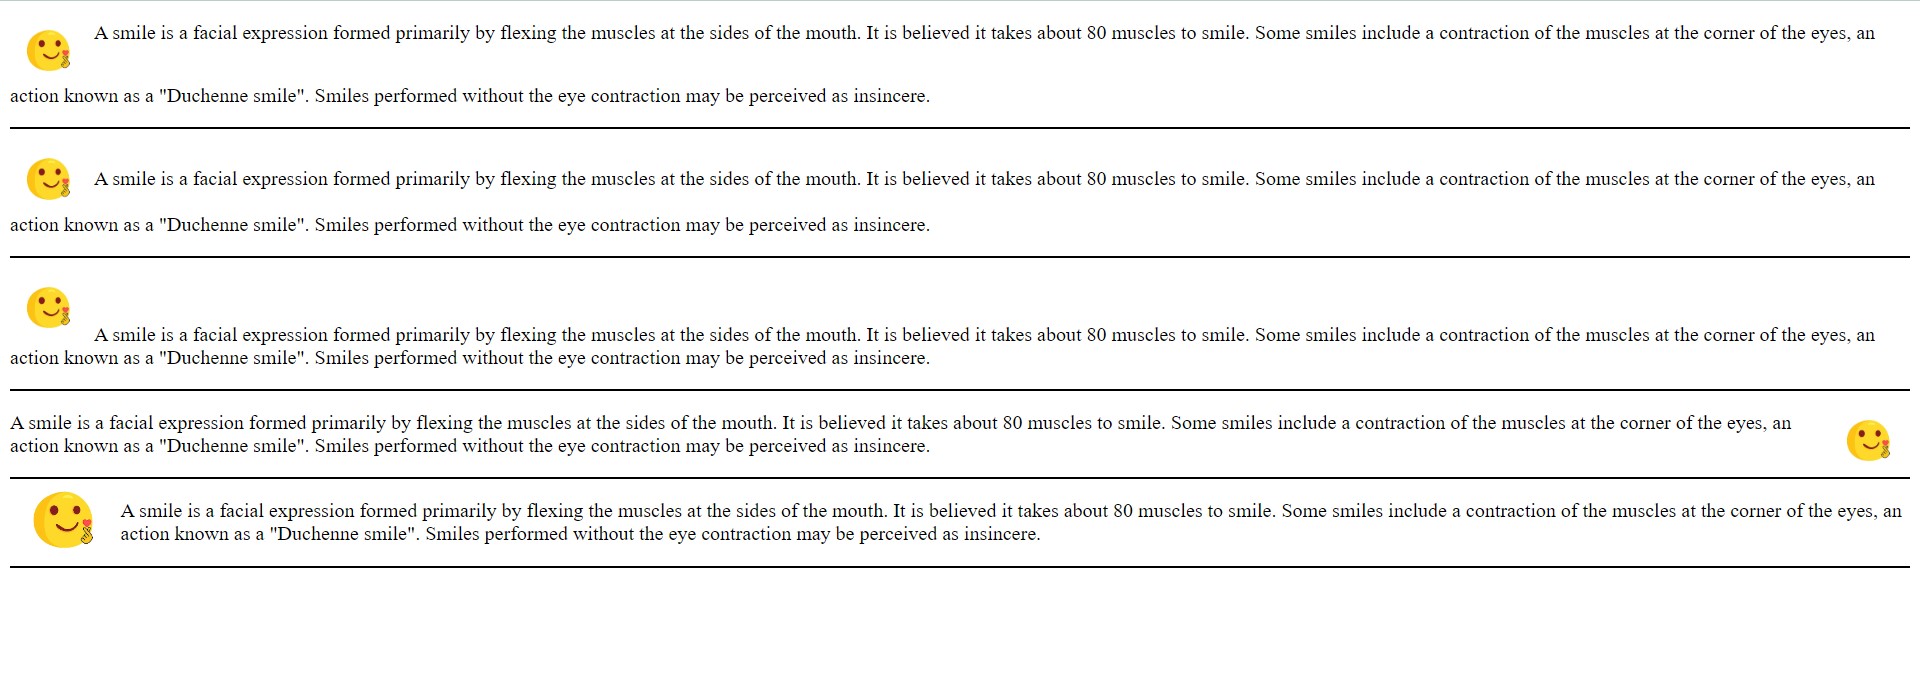 A smile is a facial expression formed primarily by flexing the muscles at the sides of the mouth. It is believed it takes about 80 muscles to smile. Some smiles include a contraction of the muscles at the corner of the eyes, an
action known as a "Duchenne smile". Smiles performed without the eye contraction may be perceived as insincere.
A smile is a facial expression formed primarily by flexing the muscles at the sides of the mouth. It is believed it takes about 80 muscles to smile. Some smiles include a contraction of the muscles at the corner of the eyes, an
action known as a "Duchenne smile". Smiles performed without the eye contraction may be perceived as insincere.
A smile is a facial expression formed primarily by flexing the muscles at the sides of the mouth. It is believed it takes about 80 muscles to smile. Some smiles include a contraction of the muscles at the corner of the eyes, an
action known as a "Duchenne smile". Smiles performed without the eye contraction may be perceived as insincere.
A smile is a facial expression formed primarily by flexing the muscles at the sides of the mouth. It is believed it takes about 80 muscles to smile. Some smiles include a contraction of the muscles at the corner of the eyes, an
action known as a "Duchenne smile". Smiles performed without the eye contraction may be perceived as insincere.
A smile is a facial expression formed primarily by flexing the muscles at the sides of the mouth. It is believed it takes about 80 muscles to smile. Some smiles include a contraction of the muscles at the corner of the eyes, an
action known as a "Duchenne smile". Smiles performed without the eye contraction may be perceived as insincere.